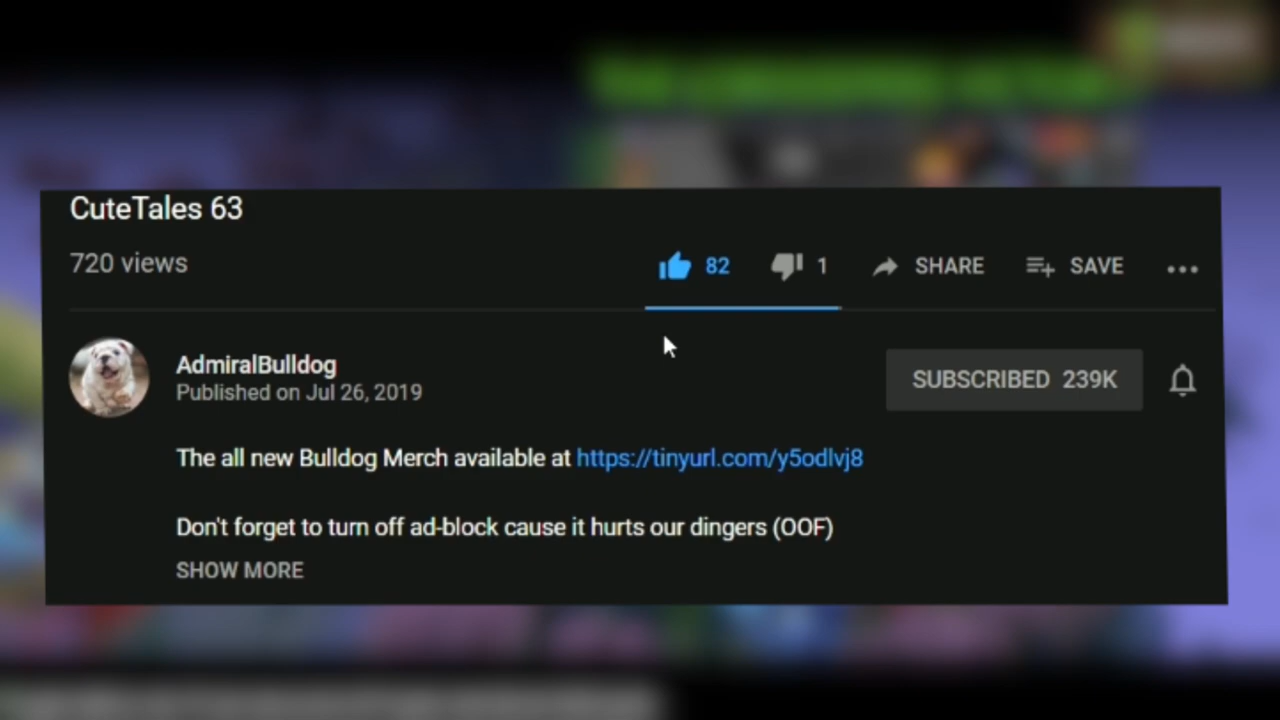 CuteTales 63
720 views
82
1
SHARE
SAVE
AdmiralBulldog
Published on Jul 26, 2019
SUBSCRIBED 239K
The all new Bulldog Merch available at https://tinyurl.com/y5odlvj8
Don't forget to turn off ad-block cause it hurts our dingers (OOF)
SHOW MORE